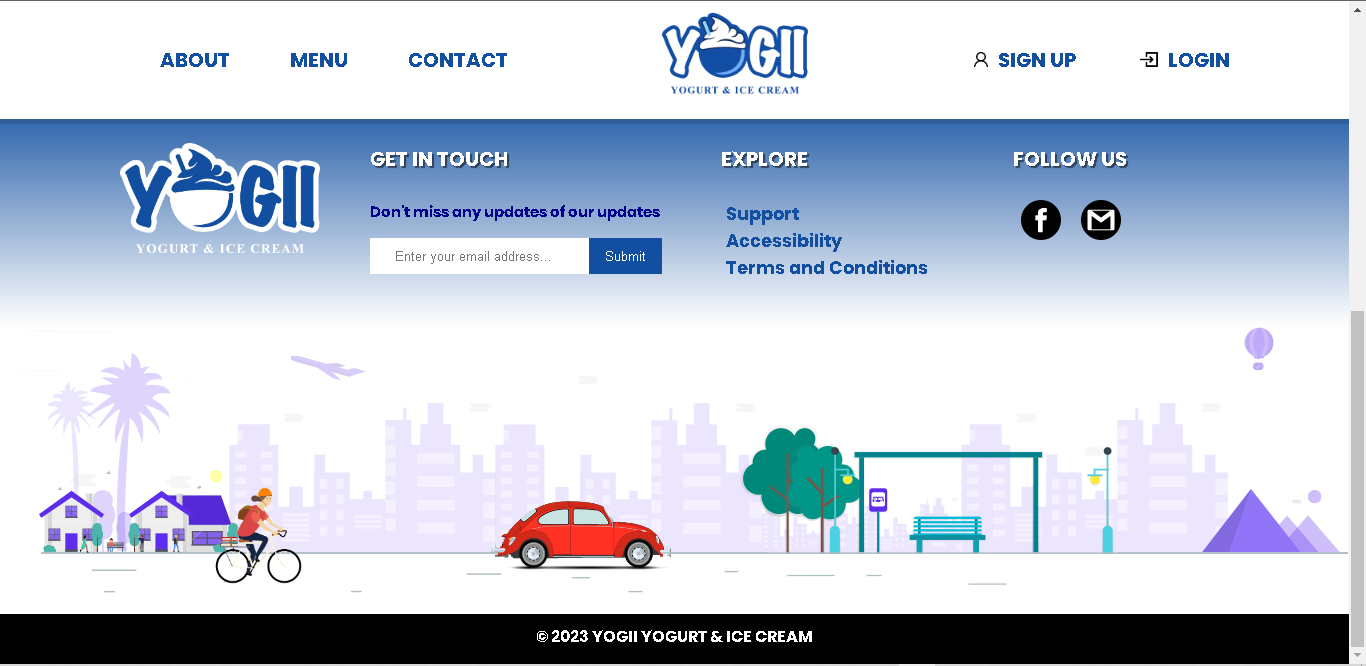 ABOUT
MENU
CONTACT
YOGII
YOGURT & ICE CREAM
SIGN UP
LOGIN
YOGII
YOGURT & ICE CREAM
GET IN TOUCH
Don't miss any updates of our updates
Enter your email address...
Submit
EXPLORE
Support
Accessibility
Terms and Conditions
FOLLOW US
© 2023 YOGII YOGURT & ICE CREAM